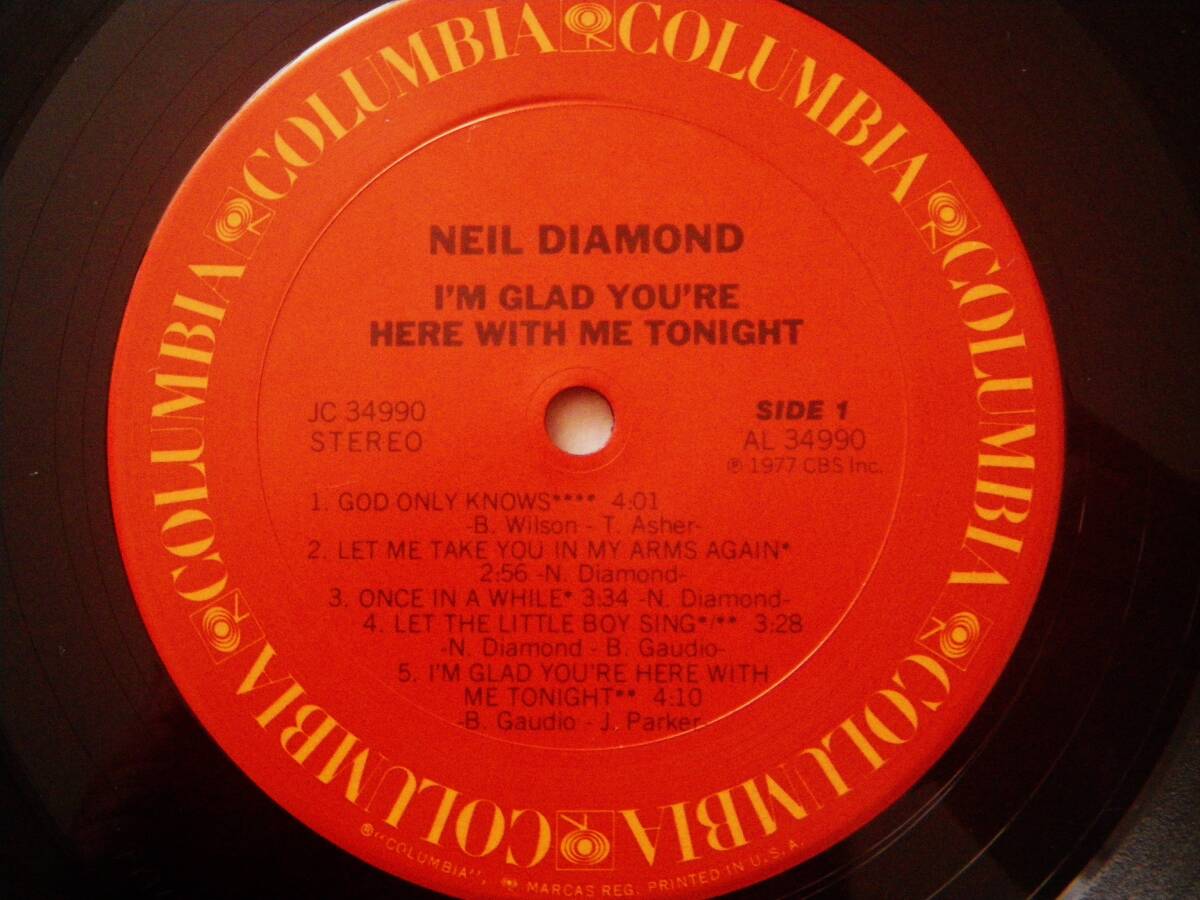 COLUMBIA COLUMBIA COLUMBIA COLUMBIA COLUMBIA COLUMBIA
NEIL DIAMOND
I'M GLAD YOU'RE
HERE WITH ME TONIGHT
JC 34990
STEREO
SIDE 1
AL 34990
℗ 1977 CBS Inc.
1. GOD ONLY KNOWS**** 4:01
-B. Wilson - T. Asher-
2. LET ME TAKE YOU IN MY ARMS AGAIN*
2:56 -N. Diamond-
3. ONCE IN A WHILE* 3:34 -N. Diamond-
4. LET THE LITTLE BOY SING*/** 3:28
-N. Diamond - B. Gaudio-
5. I'M GLAD YOU'RE HERE WITH
ME TONIGHT** 4:10
-B. Gaudio - J. Parker-
®"COLUMBIA", MARCAS REG. PRINTED IN U.S.A.